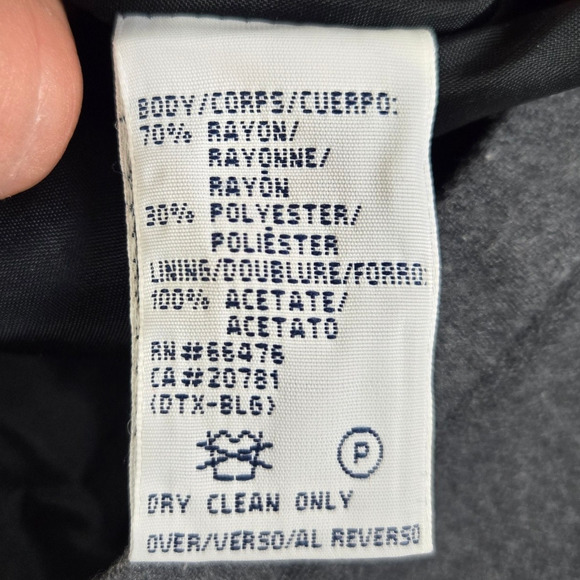 BODY/CORPS/CUERPO:
70% RAYON/
RAYONNE/
RAYÓN
30% POLYESTER/
POLIÉSTER
LINING/DOUBLURE/FORRO:
100% ACETATE/
ACETATO
RN#66476
CA#20781
(DTX-BLG)
P
DRY CLEAN ONLY
OVER/VERSO/AL REVERSO